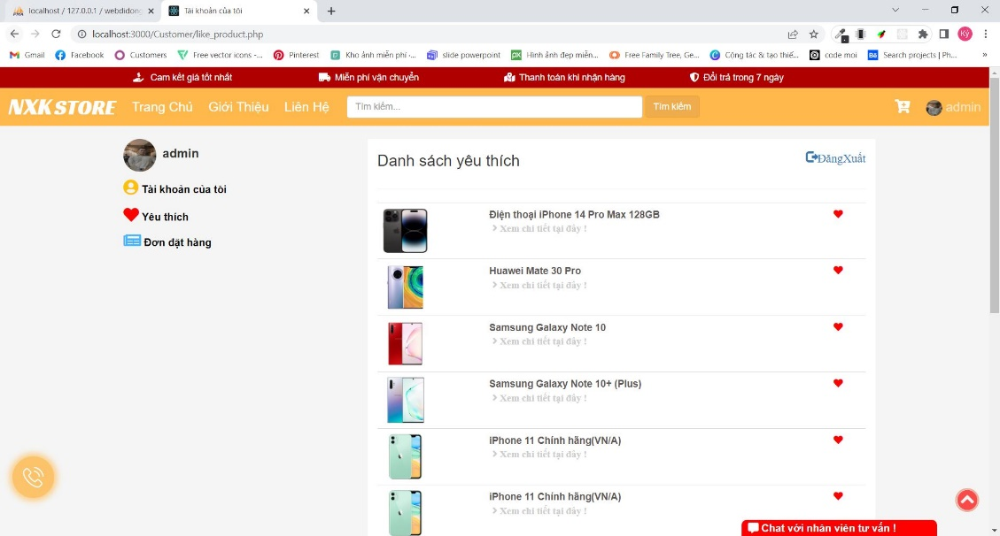 localhost / 127.0.0.1 / webdidong
Tài khoản của tôi
localhost:3000/Customer/like_product.php
Kỳ
Gmail
Facebook
Customers
Free vector icons -...
Pinterest
Kho ảnh miễn phí -...
slide powerpoint
Hình ảnh đẹp miễn...
Free Family Tree, Ge...
Cộng tác & tạo thiế...
code moi
Search projects | Ph...
»
Cam kết giá tốt nhất
Miễn phí vận chuyển
Thanh toán khi nhận hàng
Đổi trả trong 7 ngày
NXK STORE
Trang Chủ
Giới Thiệu
Liên Hệ
Tìm kiếm...
Tìm kiếm
admin
admin
Tài khoản của tôi
Yêu thích
Đơn đặt hàng
Danh sách yêu thích
ĐăngXuất
Điện thoại iPhone 14 Pro Max 128GB
Xem chi tiết tại đây !
Huawei Mate 30 Pro
Xem chi tiết tại đây !
Samsung Galaxy Note 10
Xem chi tiết tại đây !
Samsung Galaxy Note 10+ (Plus)
Xem chi tiết tại đây !
iPhone 11 Chính hãng(VN/A)
Xem chi tiết tại đây !
iPhone 11 Chính hãng(VN/A)
Xem chi tiết tại đây !
Chat với nhân viên tư vấn !